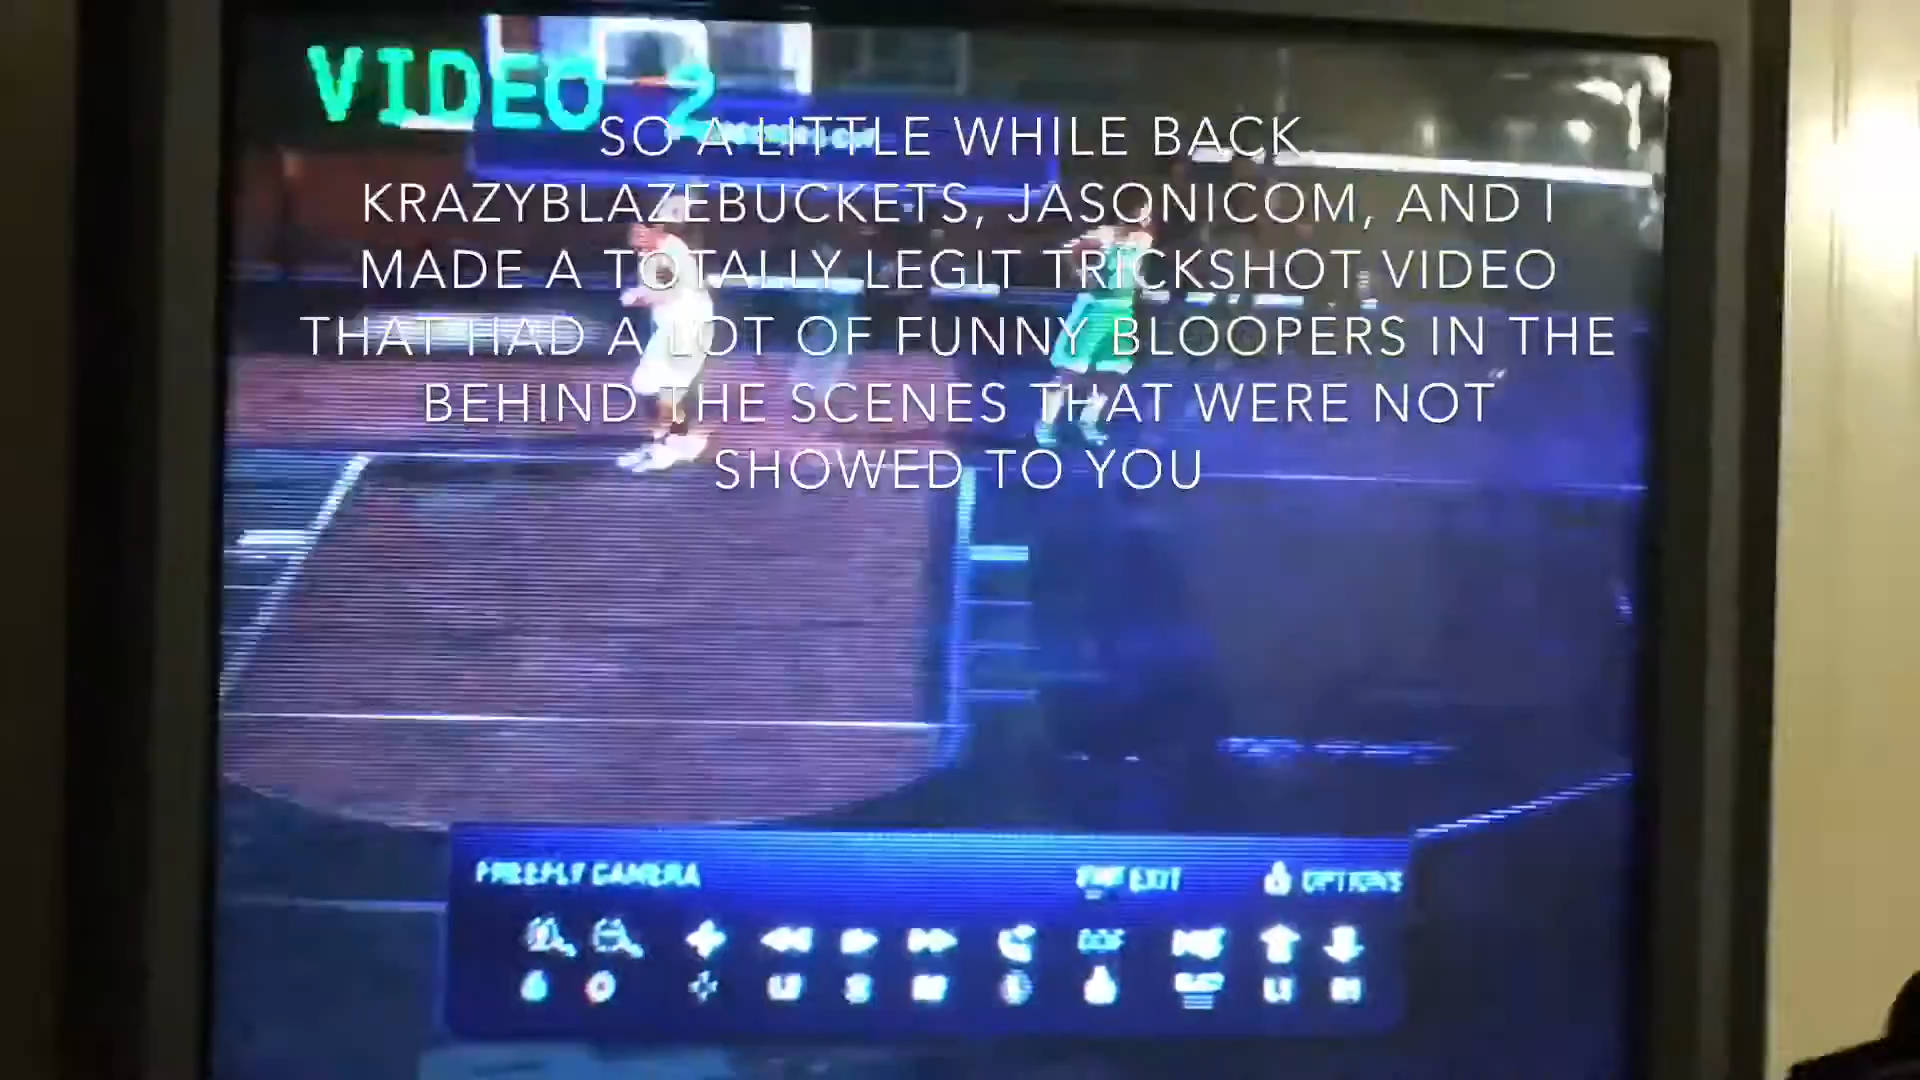 VIDEO 2
SO A LITTLE WHILE BACK
KRAZYBLAZEBUCKETS, JASONICOM, AND I
MADE A TOTALLY LEGIT TRICKSHOT VIDEO
THAT HAD A LOT OF FUNNY BLOOPERS IN THE
BEHIND THE SCENES THAT WERE NOT
SHOWED TO YOU
FREEFLY CAMERA
EXIT
OPTIONS